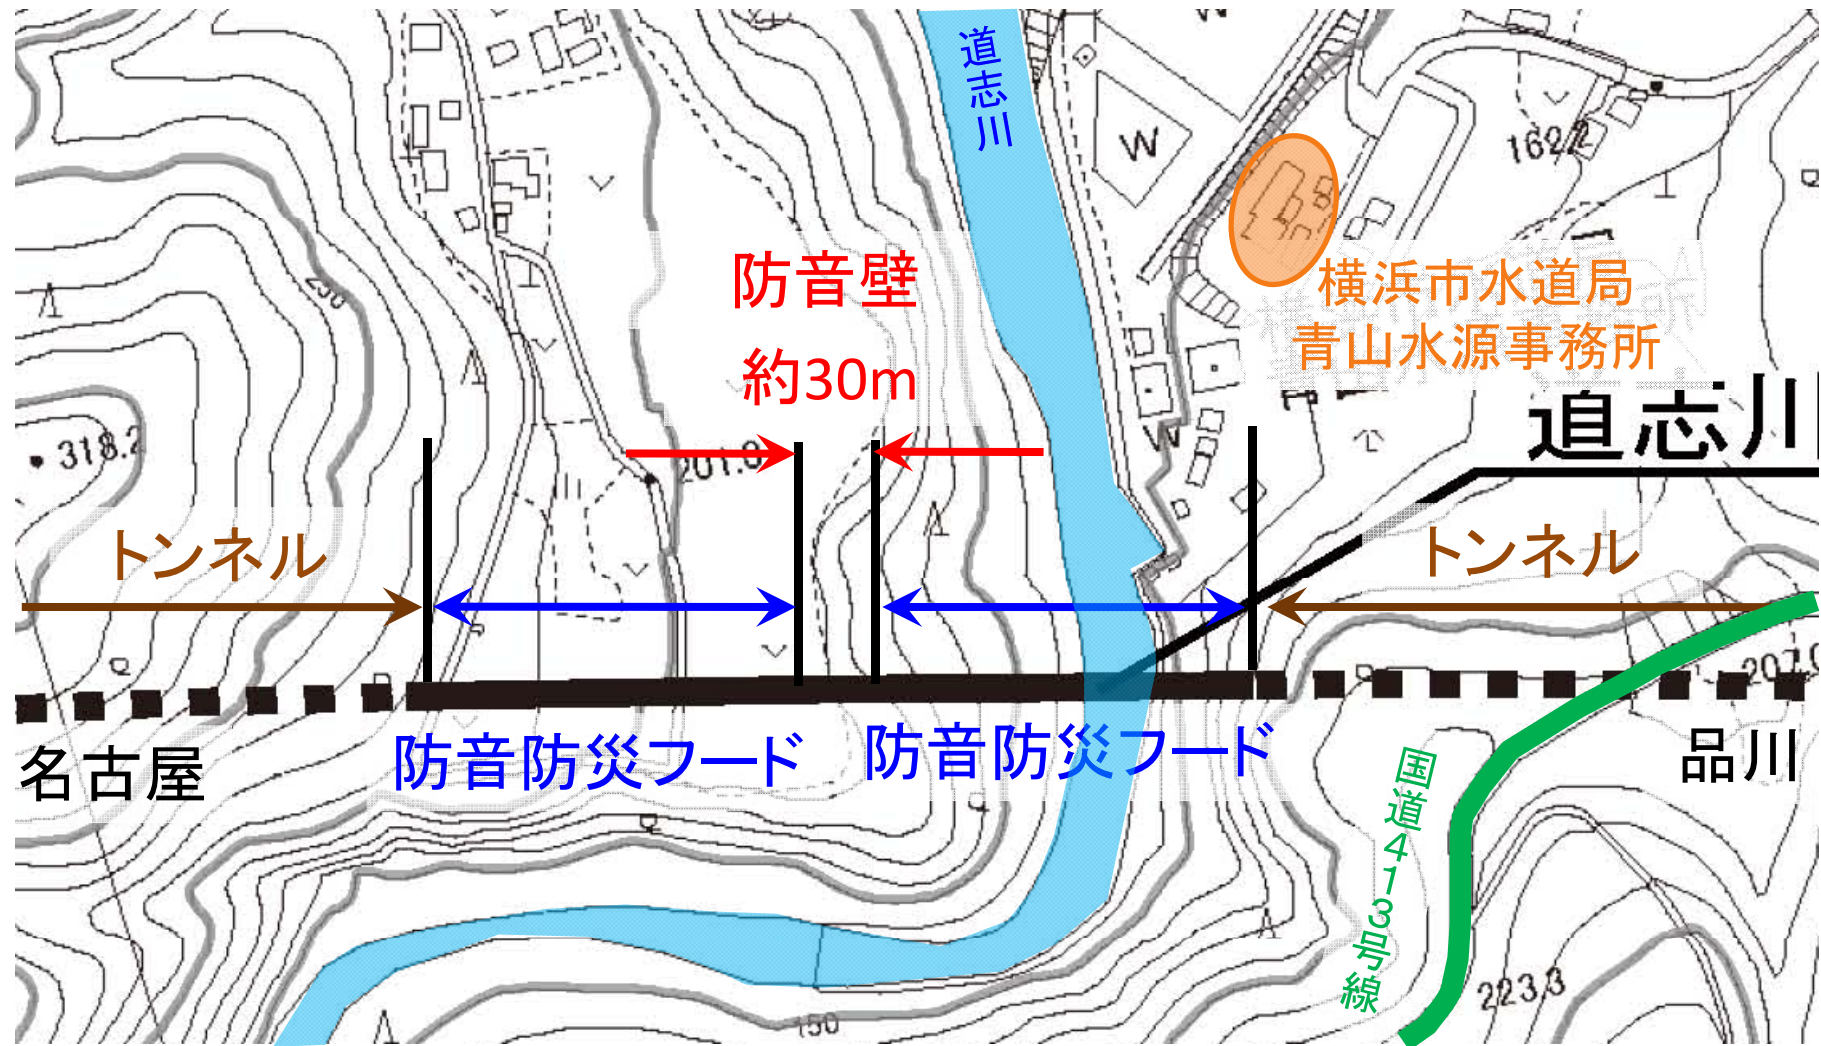 道志川
W
162.2
防音壁
約30m
横浜市水道局
青山水源事務所
道志川
W
250
318.2
201.0
トンネル
トンネル
207.0
名古屋
防音防災フード
防音防災フード
品川
国道413号線
223.3
150